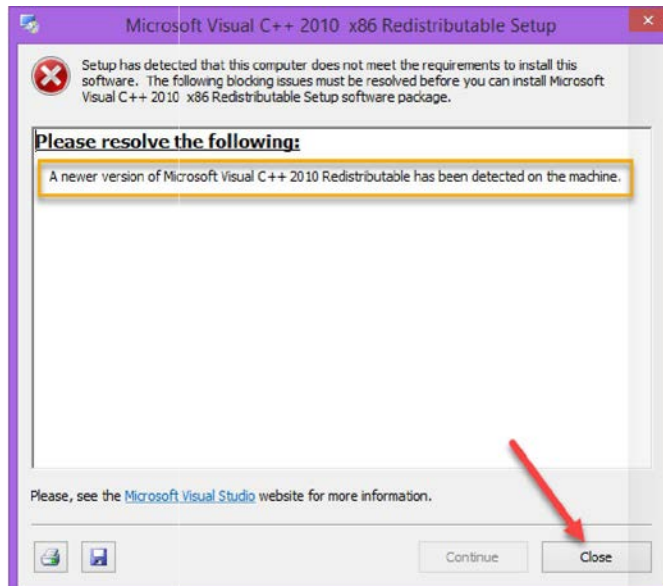 Microsoft Visual C++ 2010 x86 Redistributable Setup
Setup has detected that this computer does not meet the requirements to install this
software. The following blocking issues must be resolved before you can install Microsoft
Visual C++ 2010 x86 Redistributable Setup software package.
Please resolve the following:
A newer version of Microsoft Visual C++ 2010 Redistributable has been detected on the machine.
Please, see the Microsoft Visual Studio website for more information.
Continue
Close